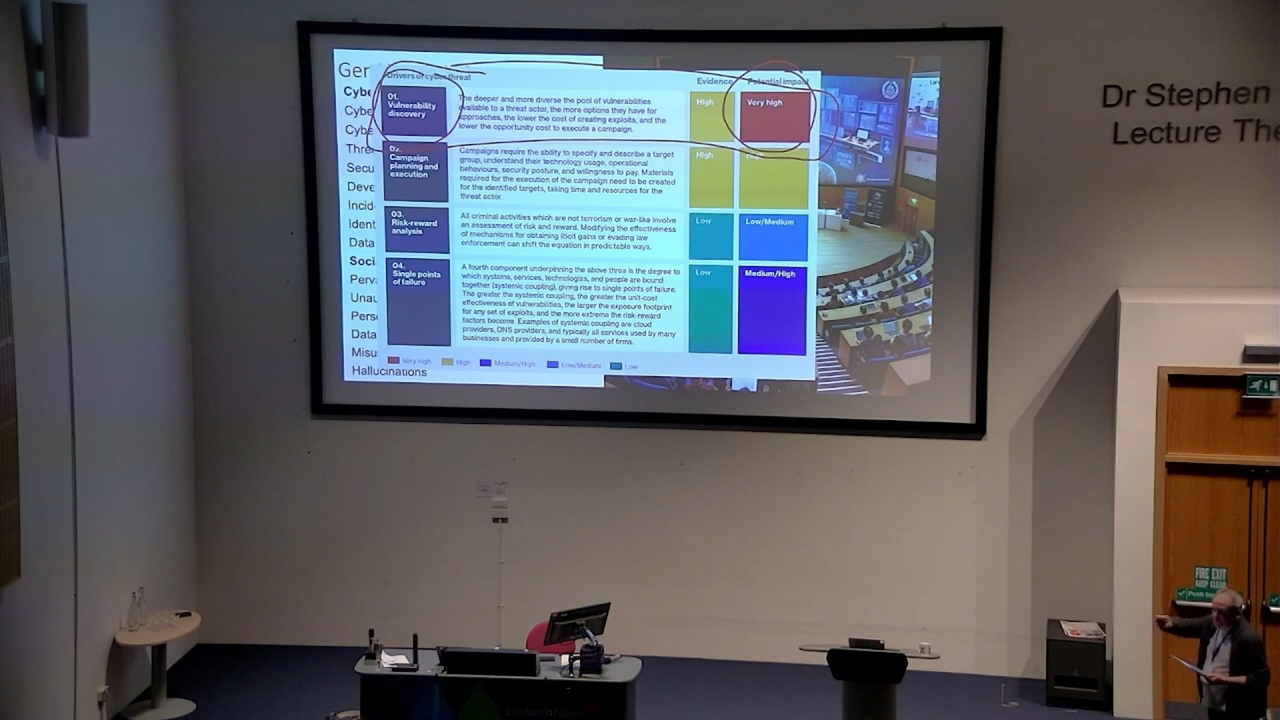 Dr Stephen
Lecture The
Gen
Cybe
Cybe
Cybe
Thre
Secu
Deve
Incid
Ident
Data
Soci
Perva
Unau
Perso
Data
Misu
Hallucinations
Drivers of cyber threat
Evidence
Potential impact
01.
Vulnerability
discovery
The deeper and more diverse the pool of vulnerabilities
available to a threat actor, the more options they have for
approaches, the lower the cost of creating exploits, and the
lower the opportunity cost to execute a campaign.
High
Very high
02.
Campaign
planning and
execution
Campaigns require the ability to specify and describe a target
group, understand their technology usage, operational
behaviours, security posture, and willingness to pay. Materials
required for the execution of the campaign need to be created
for the identified targets, taking time and resources for the
threat actor
High
High
03.
Risk-reward
analysis
All criminal activities which are not terrorism or war-like involve
an assessment of risk and reward. Modifying the effectiveness
of mechanisms for obtaining illicit gains or evading law
enforcement can shift the equation in predictable ways.
Low
Low/Medium
04.
Single points
of failure
A fourth component underpinning the above three is the degree to
which systems, services, technologies, and people are bound
together (systemic coupling), giving rise to single points of failure.
The greater the systemic coupling, the greater the unit-cost
effectiveness of vulnerabilities, the larger the exposure footprint
for any set of exploits, and the more extreme the risk-reward
factors become. Examples of systemic coupling are cloud
providers, DNS providers, and typically all services used by many
businesses and provided by a small number of firms.
Low
Medium/High
Very high
High
Medium/High
Low/Medium
Low
FIRE EXIT
KEEP CLEAR
Push bar